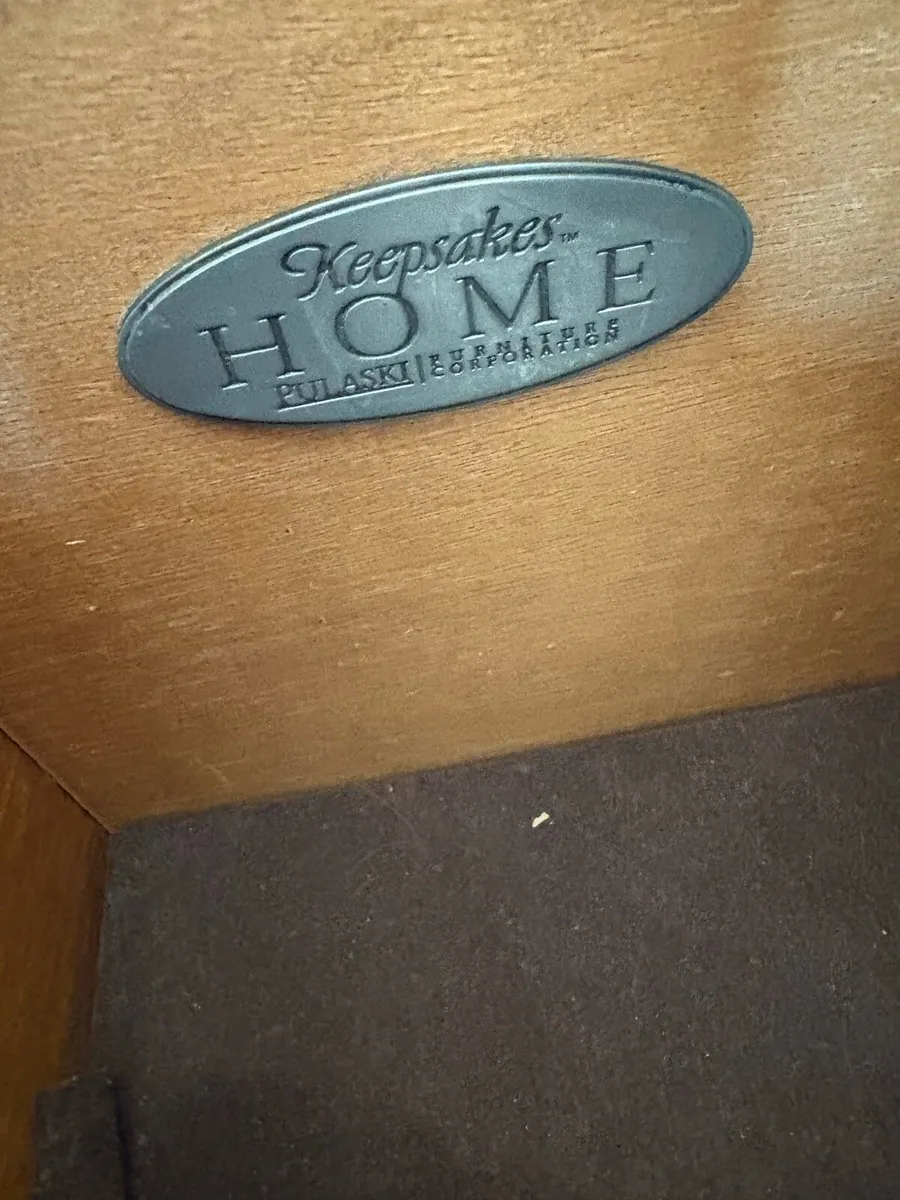 Keepsakes™
HOME
PULASKI | FURNITURE
CORPORATION